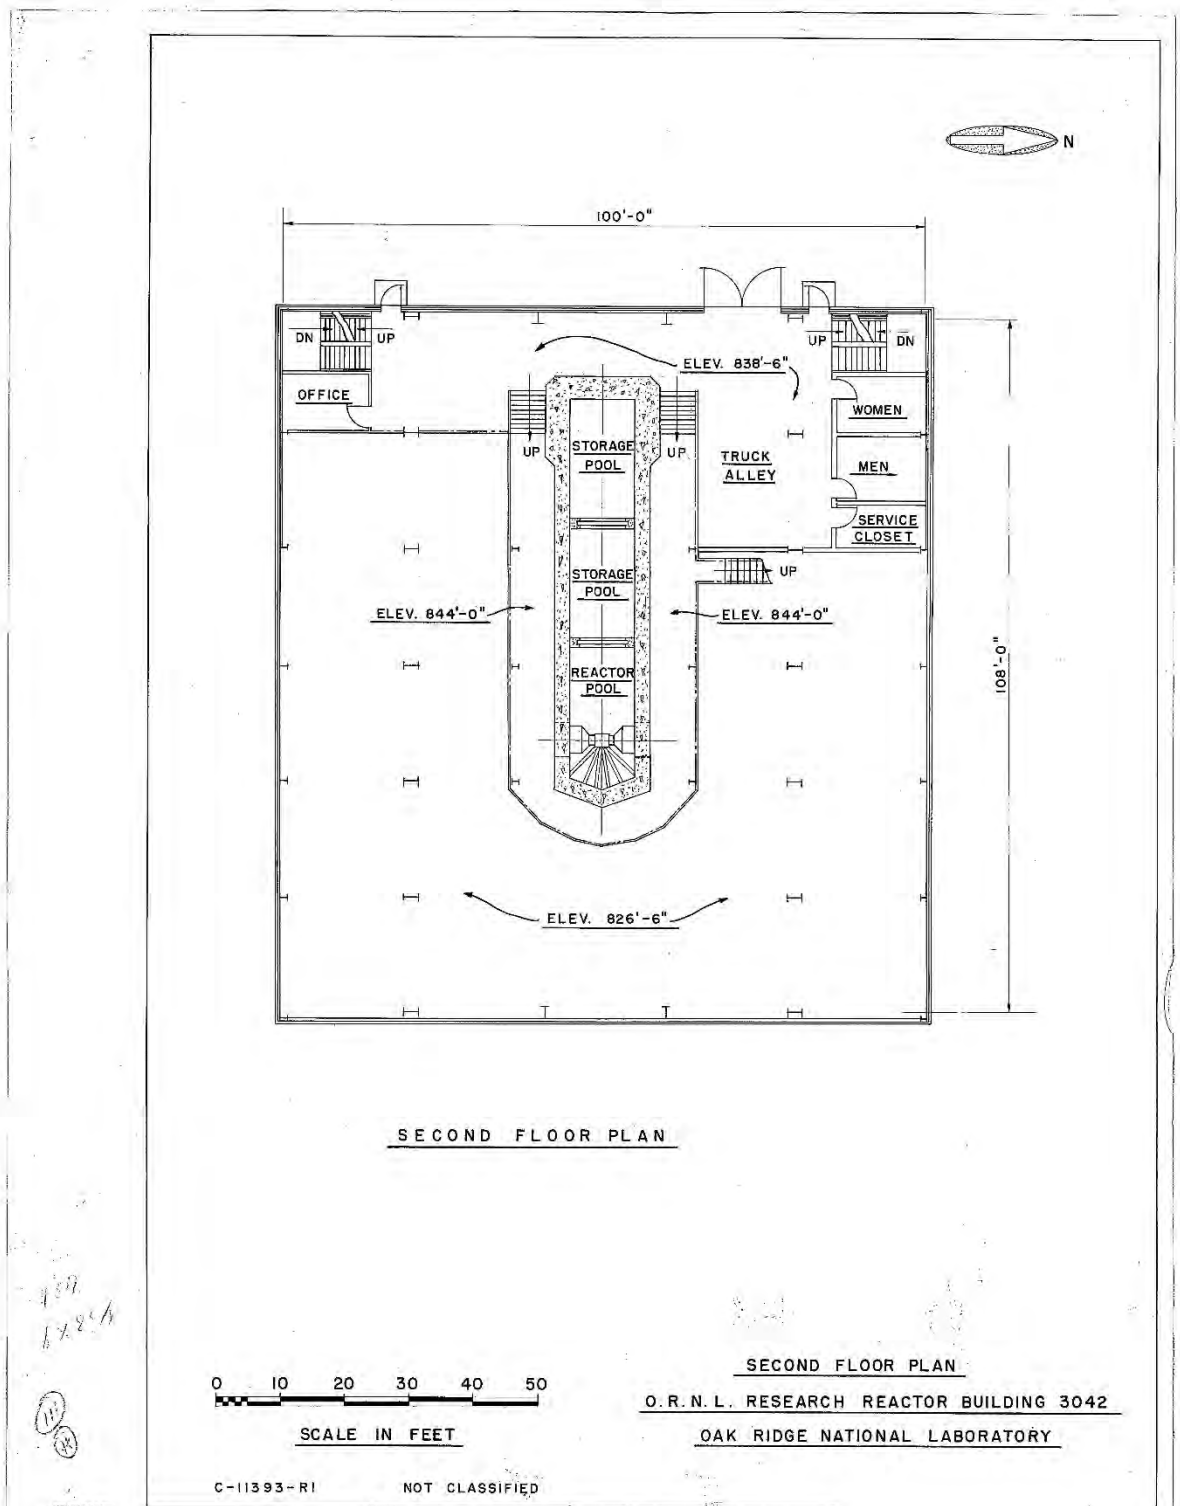 N
100'-0"
DN
UP
UP
DN
ELEV. 838'-6"
OFFICE
WOMEN
STORAGE
POOL
UP
UP
TRUCK
ALLEY
MEN
SERVICE
CLOSET
STORAGE
POOL
UP
ELEV. 844'-0"
ELEV. 844'-0"
REACTOR
POOL
108'-0"
ELEV. 826'-6"
SECOND FLOOR PLAN
SECOND FLOOR PLAN
0 10 20 30 40 50
O.R.N.L. RESEARCH REACTOR BUILDING 3042
SCALE IN FEET
OAK RIDGE NATIONAL LABORATORY
C-11393-R1 NOT CLASSIFIED